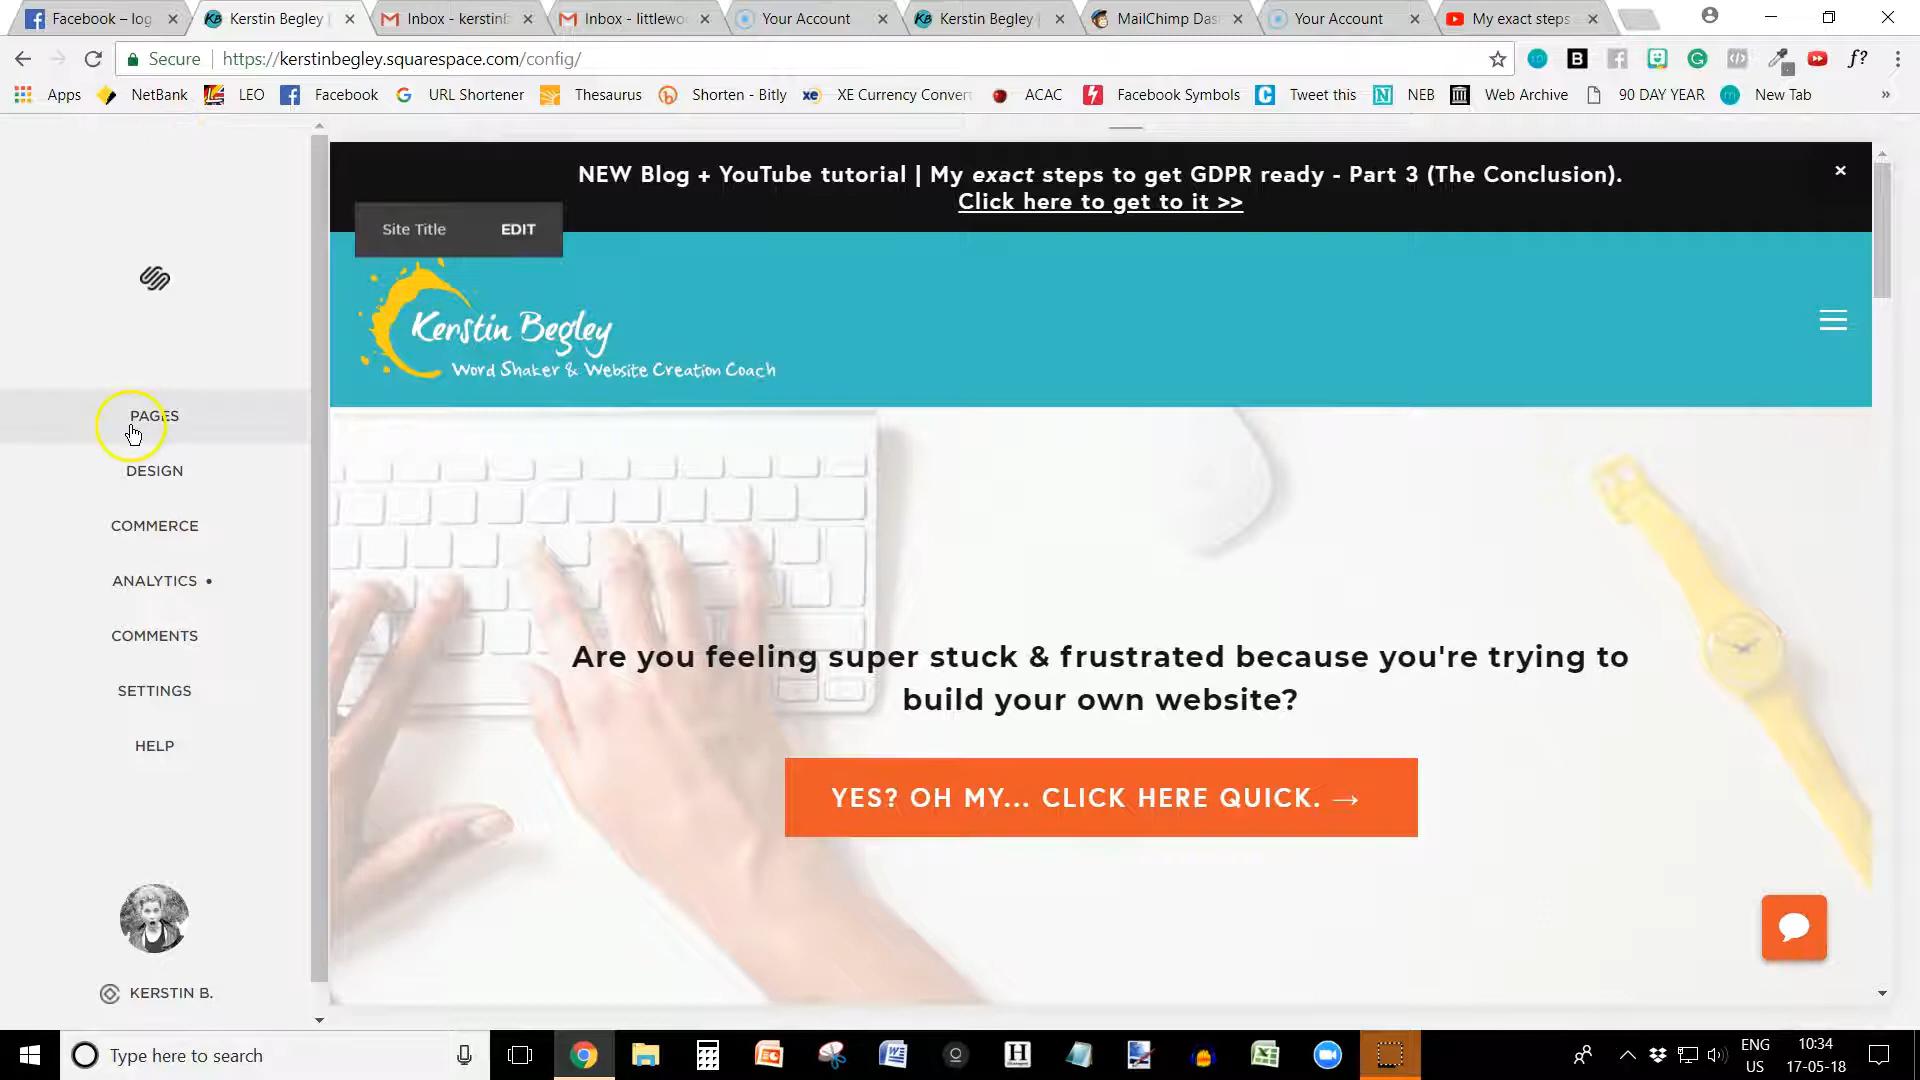 Facebook – log
Kerstin Begley |
Inbox - kerstin
Inbox - littlewo
Your Account
Kerstin Begley |
MailChimp Das
Your Account
My exact steps
Secure https://kerstinbegley.squarespace.com/config/
Apps NetBank LEO Facebook URL Shortener Thesaurus Shorten - Bitly XE Currency Convert ACAC Facebook Symbols Tweet this NEB Web Archive 90 DAY YEAR New Tab »
NEW Blog + YouTube tutorial | My exact steps to get GDPR ready - Part 3 (The Conclusion).
Click here to get to it >>
Site Title EDIT
Kerstin Begley
Word Shaker & Website Creation Coach
PAGES
DESIGN
COMMERCE
ANALYTICS •
COMMENTS
SETTINGS
HELP
KERSTIN B.
Are you feeling super stuck & frustrated because you're trying to
build your own website?
YES? OH MY... CLICK HERE QUICK. →
Type here to search
ENG
US
10:34
17-05-18